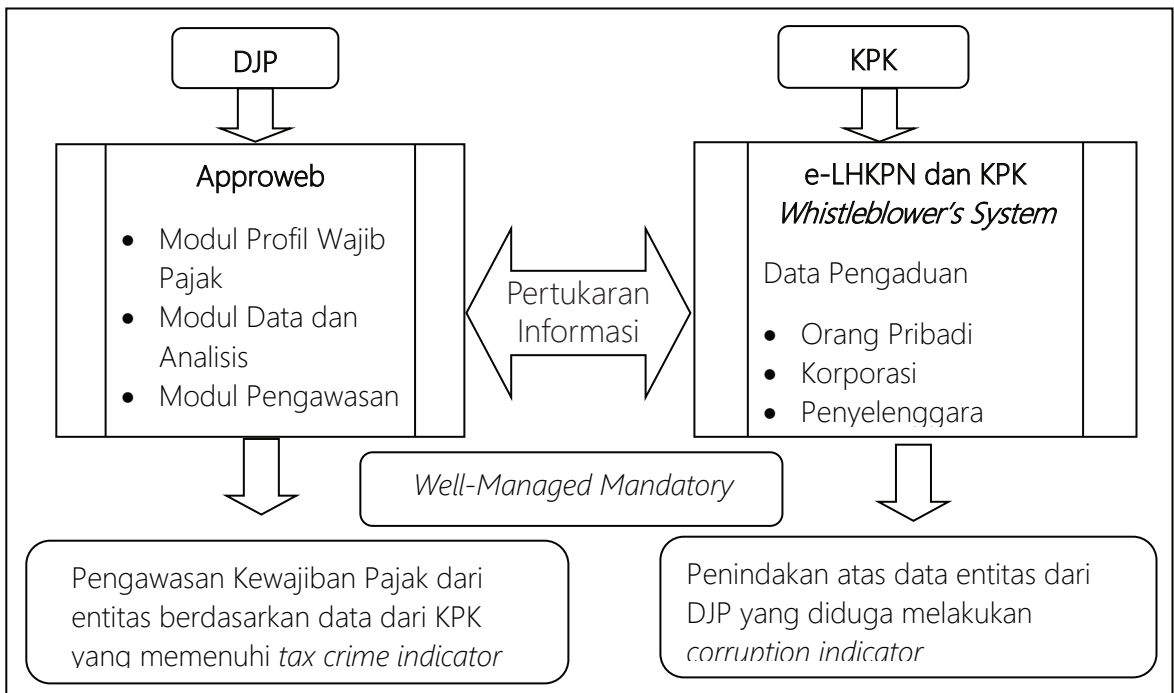 DJP
KPK
Approweb
• Modul Profil Wajib
Pajak
• Modul Data dan
Analisis
• Modul Pengawasan
Pertukaran
Informasi
e-LHKPN dan KPK
Whistleblower's System
Data Pengaduan
• Orang Pribadi
• Korporasi
• Penyelenggara
Well-Managed Mandatory
Pengawasan Kewajiban Pajak dari
entitas berdasarkan data dari KPK
yang memenuhi tax crime indicator
Penindakan atas data entitas dari
DJP yang diduga melakukan
corruption indicator